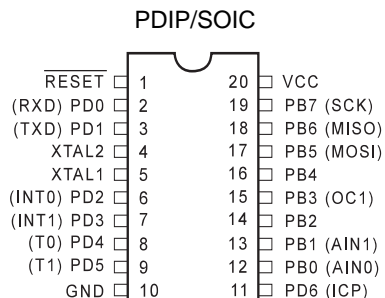 PDIP/SOIC
RESET 1 20 VCC
(RXD) PD0 2 19 PB7 (SCK)
(TXD) PD1 3 18 PB6 (MISO)
XTAL2 4 17 PB5 (MOSI)
XTAL1 5 16 PB4
(INT0) PD2 6 15 PB3 (OC1)
(INT1) PD3 7 14 PB2
(T0) PD4 8 13 PB1 (AIN1)
(T1) PD5 9 12 PB0 (AIN0)
GND 10 11 PD6 (ICP)